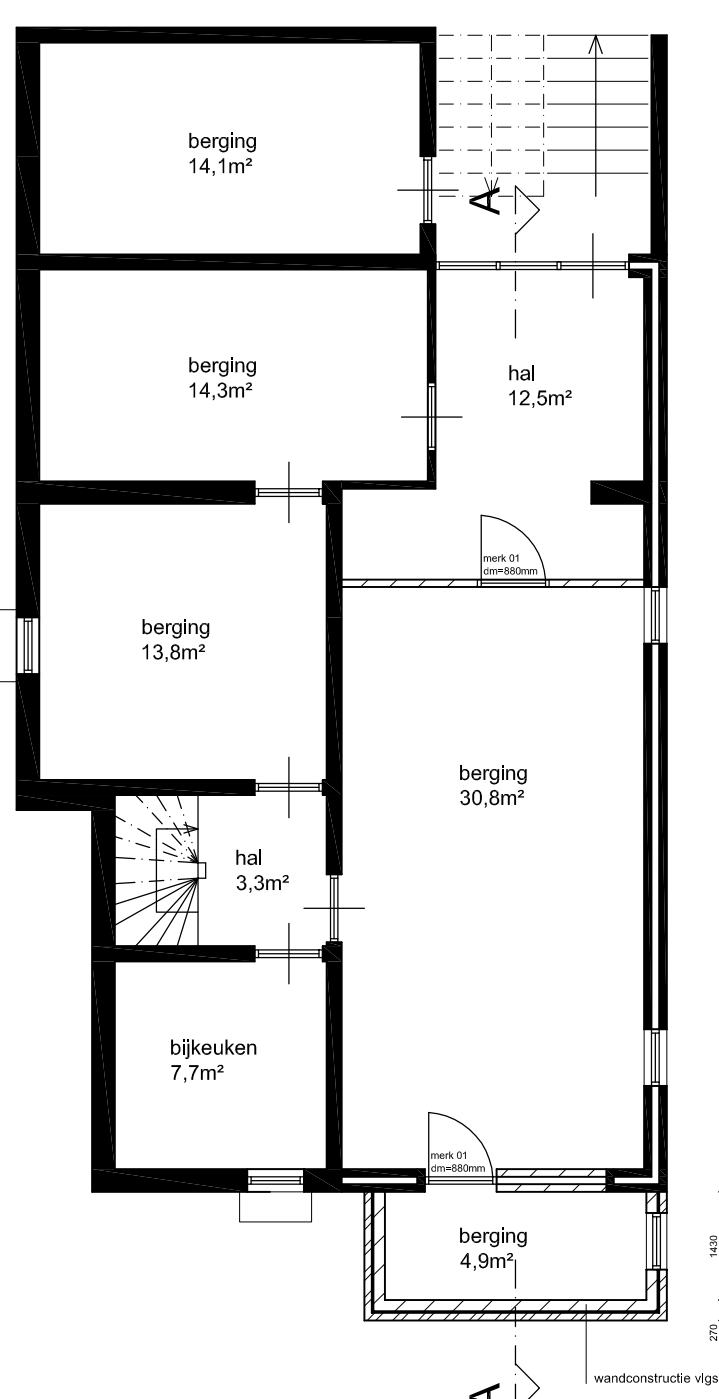 berging
14,1m²
A
berging
14,3m²
hal
12,5m²
merk 01
dm=880mm
berging
13,8m²
berging
30,8m²
hal
3,3m²
bijkeuken
7,7m²
merk 01
dm=880mm
berging
4,9m²
1430
270
wandconstructie vlgs
A